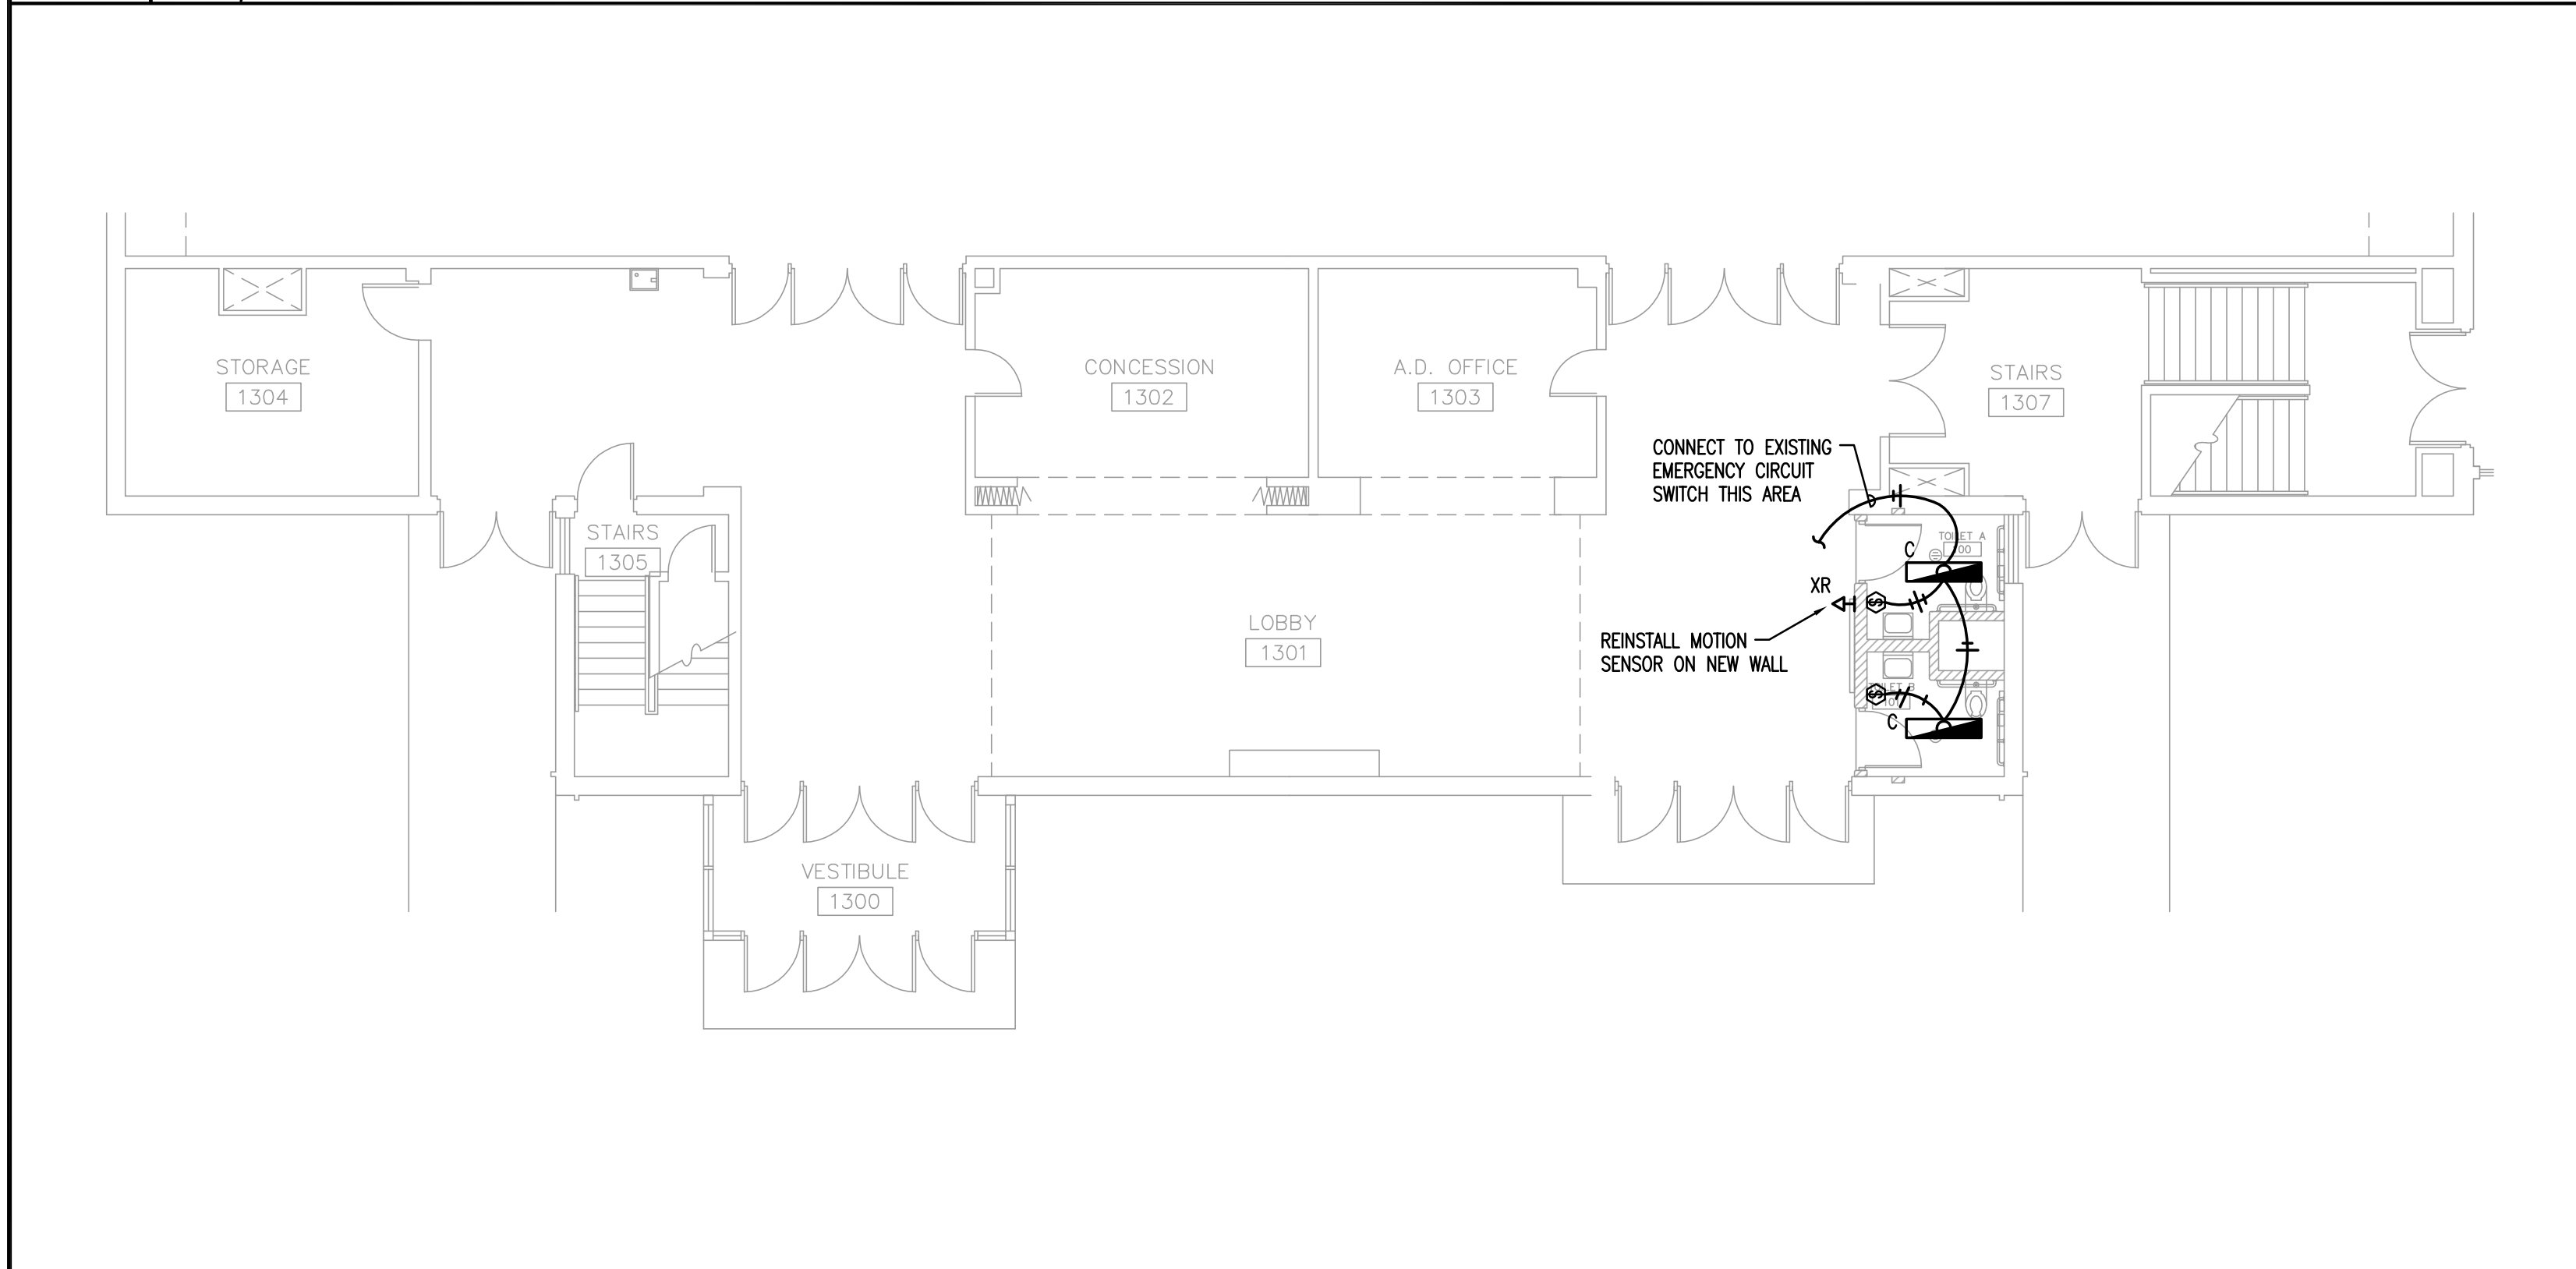 STORAGE
1304
CONCESSION
1302
A.D. OFFICE
1303
STAIRS
1307
CONNECT TO EXISTING
EMERGENCY CIRCUIT
SWITCH THIS AREA
STAIRS
1305
TOILET A
C
XR
S
LOBBY
1301
REINSTALL MOTION
SENSOR ON NEW WALL
S
C
VESTIBULE
1300